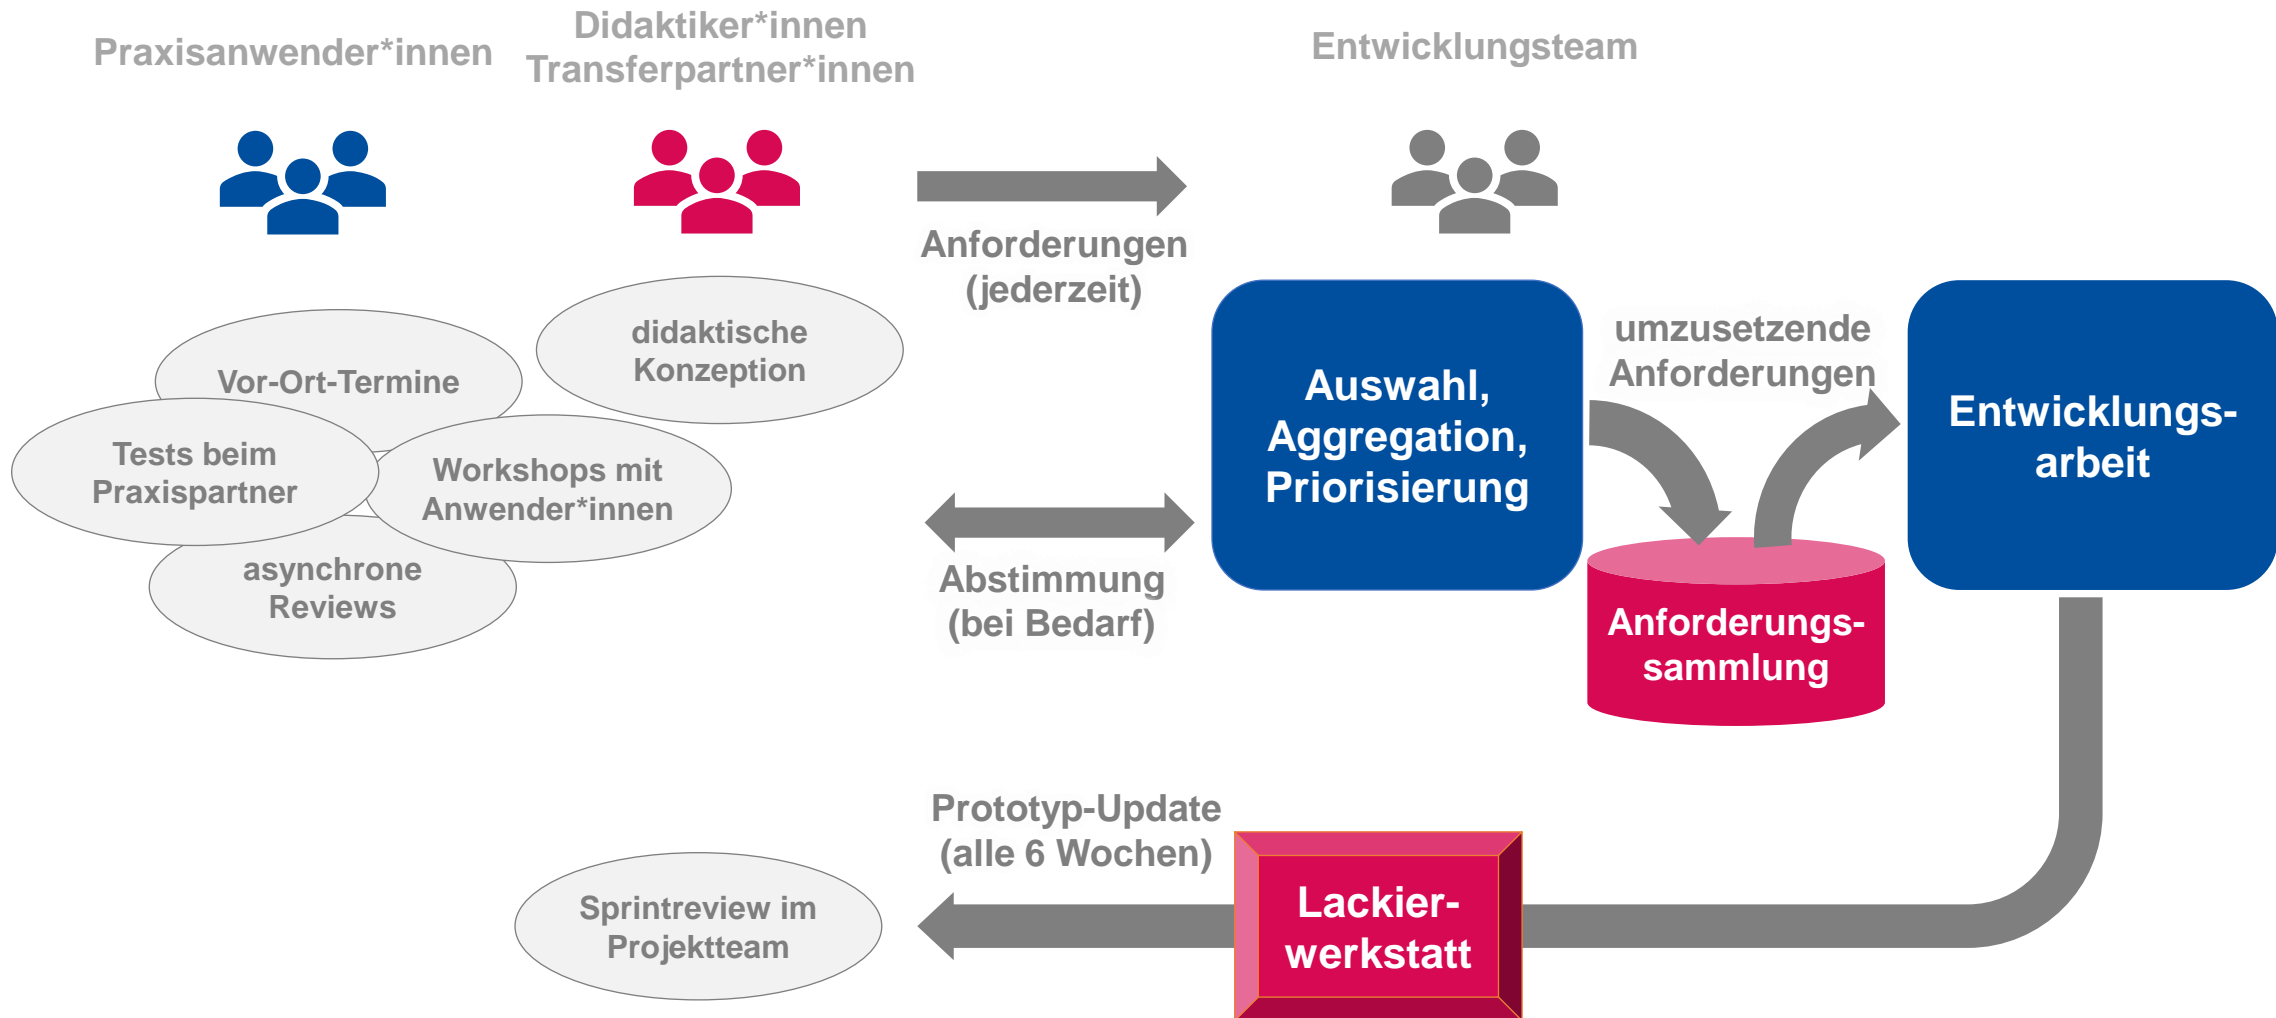 Praxisanwender*innen
Didaktiker*innen
Transferpartner*innen
Entwicklungsteam
Anforderungen
(jederzeit)
didaktische
Konzeption
Vor-Ort-Termine
Tests beim
Praxispartner
Workshops mit
Anwender*innen
asynchrone
Reviews
Abstimmung
(bei Bedarf)
Auswahl,
Aggregation,
Priorisierung
umzusetzende
Anforderungen
Anforderungs-
sammlung
Entwicklungs-
arbeit
Prototyp-Update
(alle 6 Wochen)
Sprintreview im
Projektteam
Lackier-
werkstatt